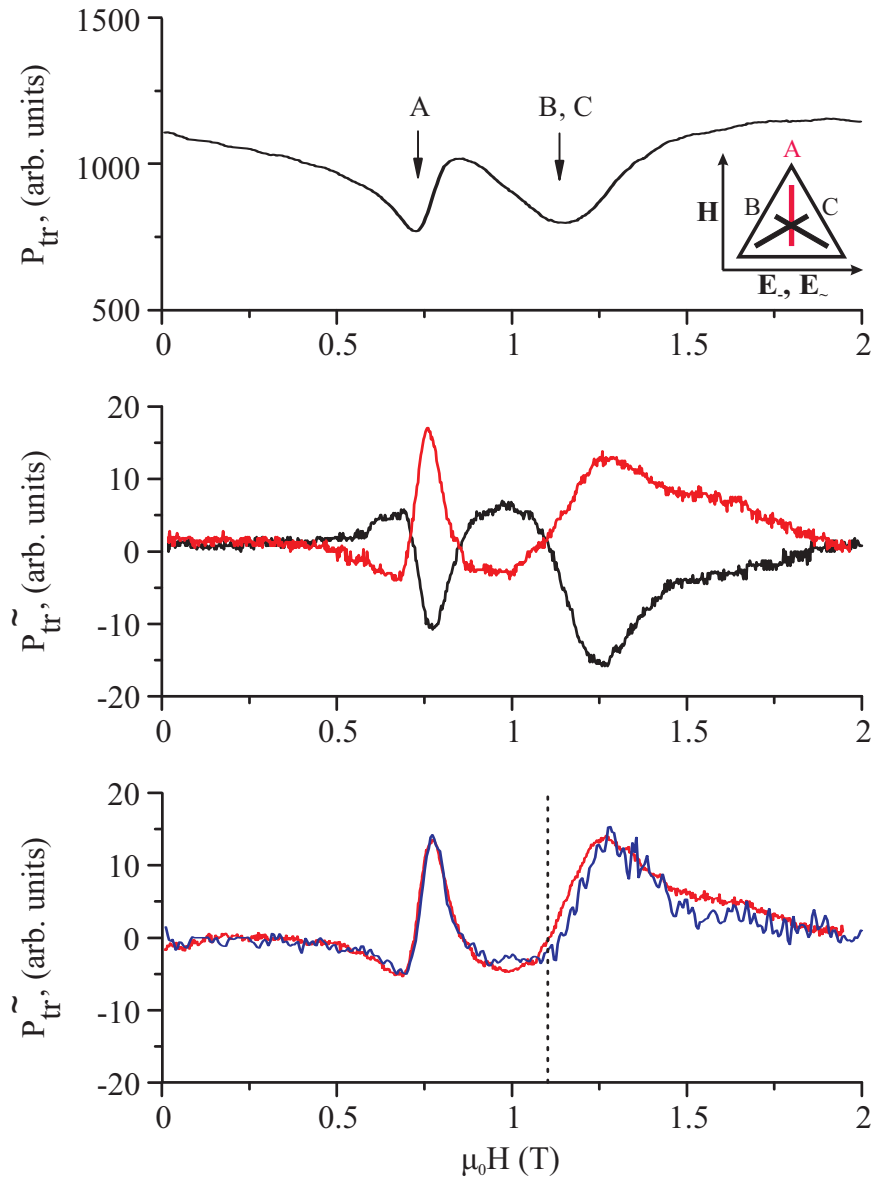 1500
1000
500
P_tr, (arb. units)
A
B, C
A
B
C
H
E_-, E_~
0
0.5
1
1.5
2
20
10
0
-10
-20
P̃_tr, (arb. units)
0
0.5
1
1.5
2
20
10
0
-10
-20
P̃_tr, (arb. units)
0
0.5
1
1.5
2
μ₀H (T)